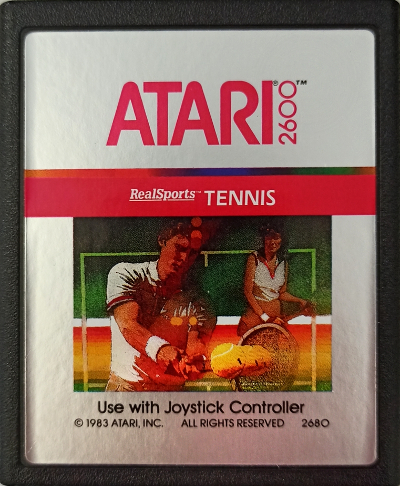 ATARI® 2600™
RealSports™ TENNIS
Use with Joystick Controller
© 1983 ATARI, INC. ALL RIGHTS RESERVED 2680